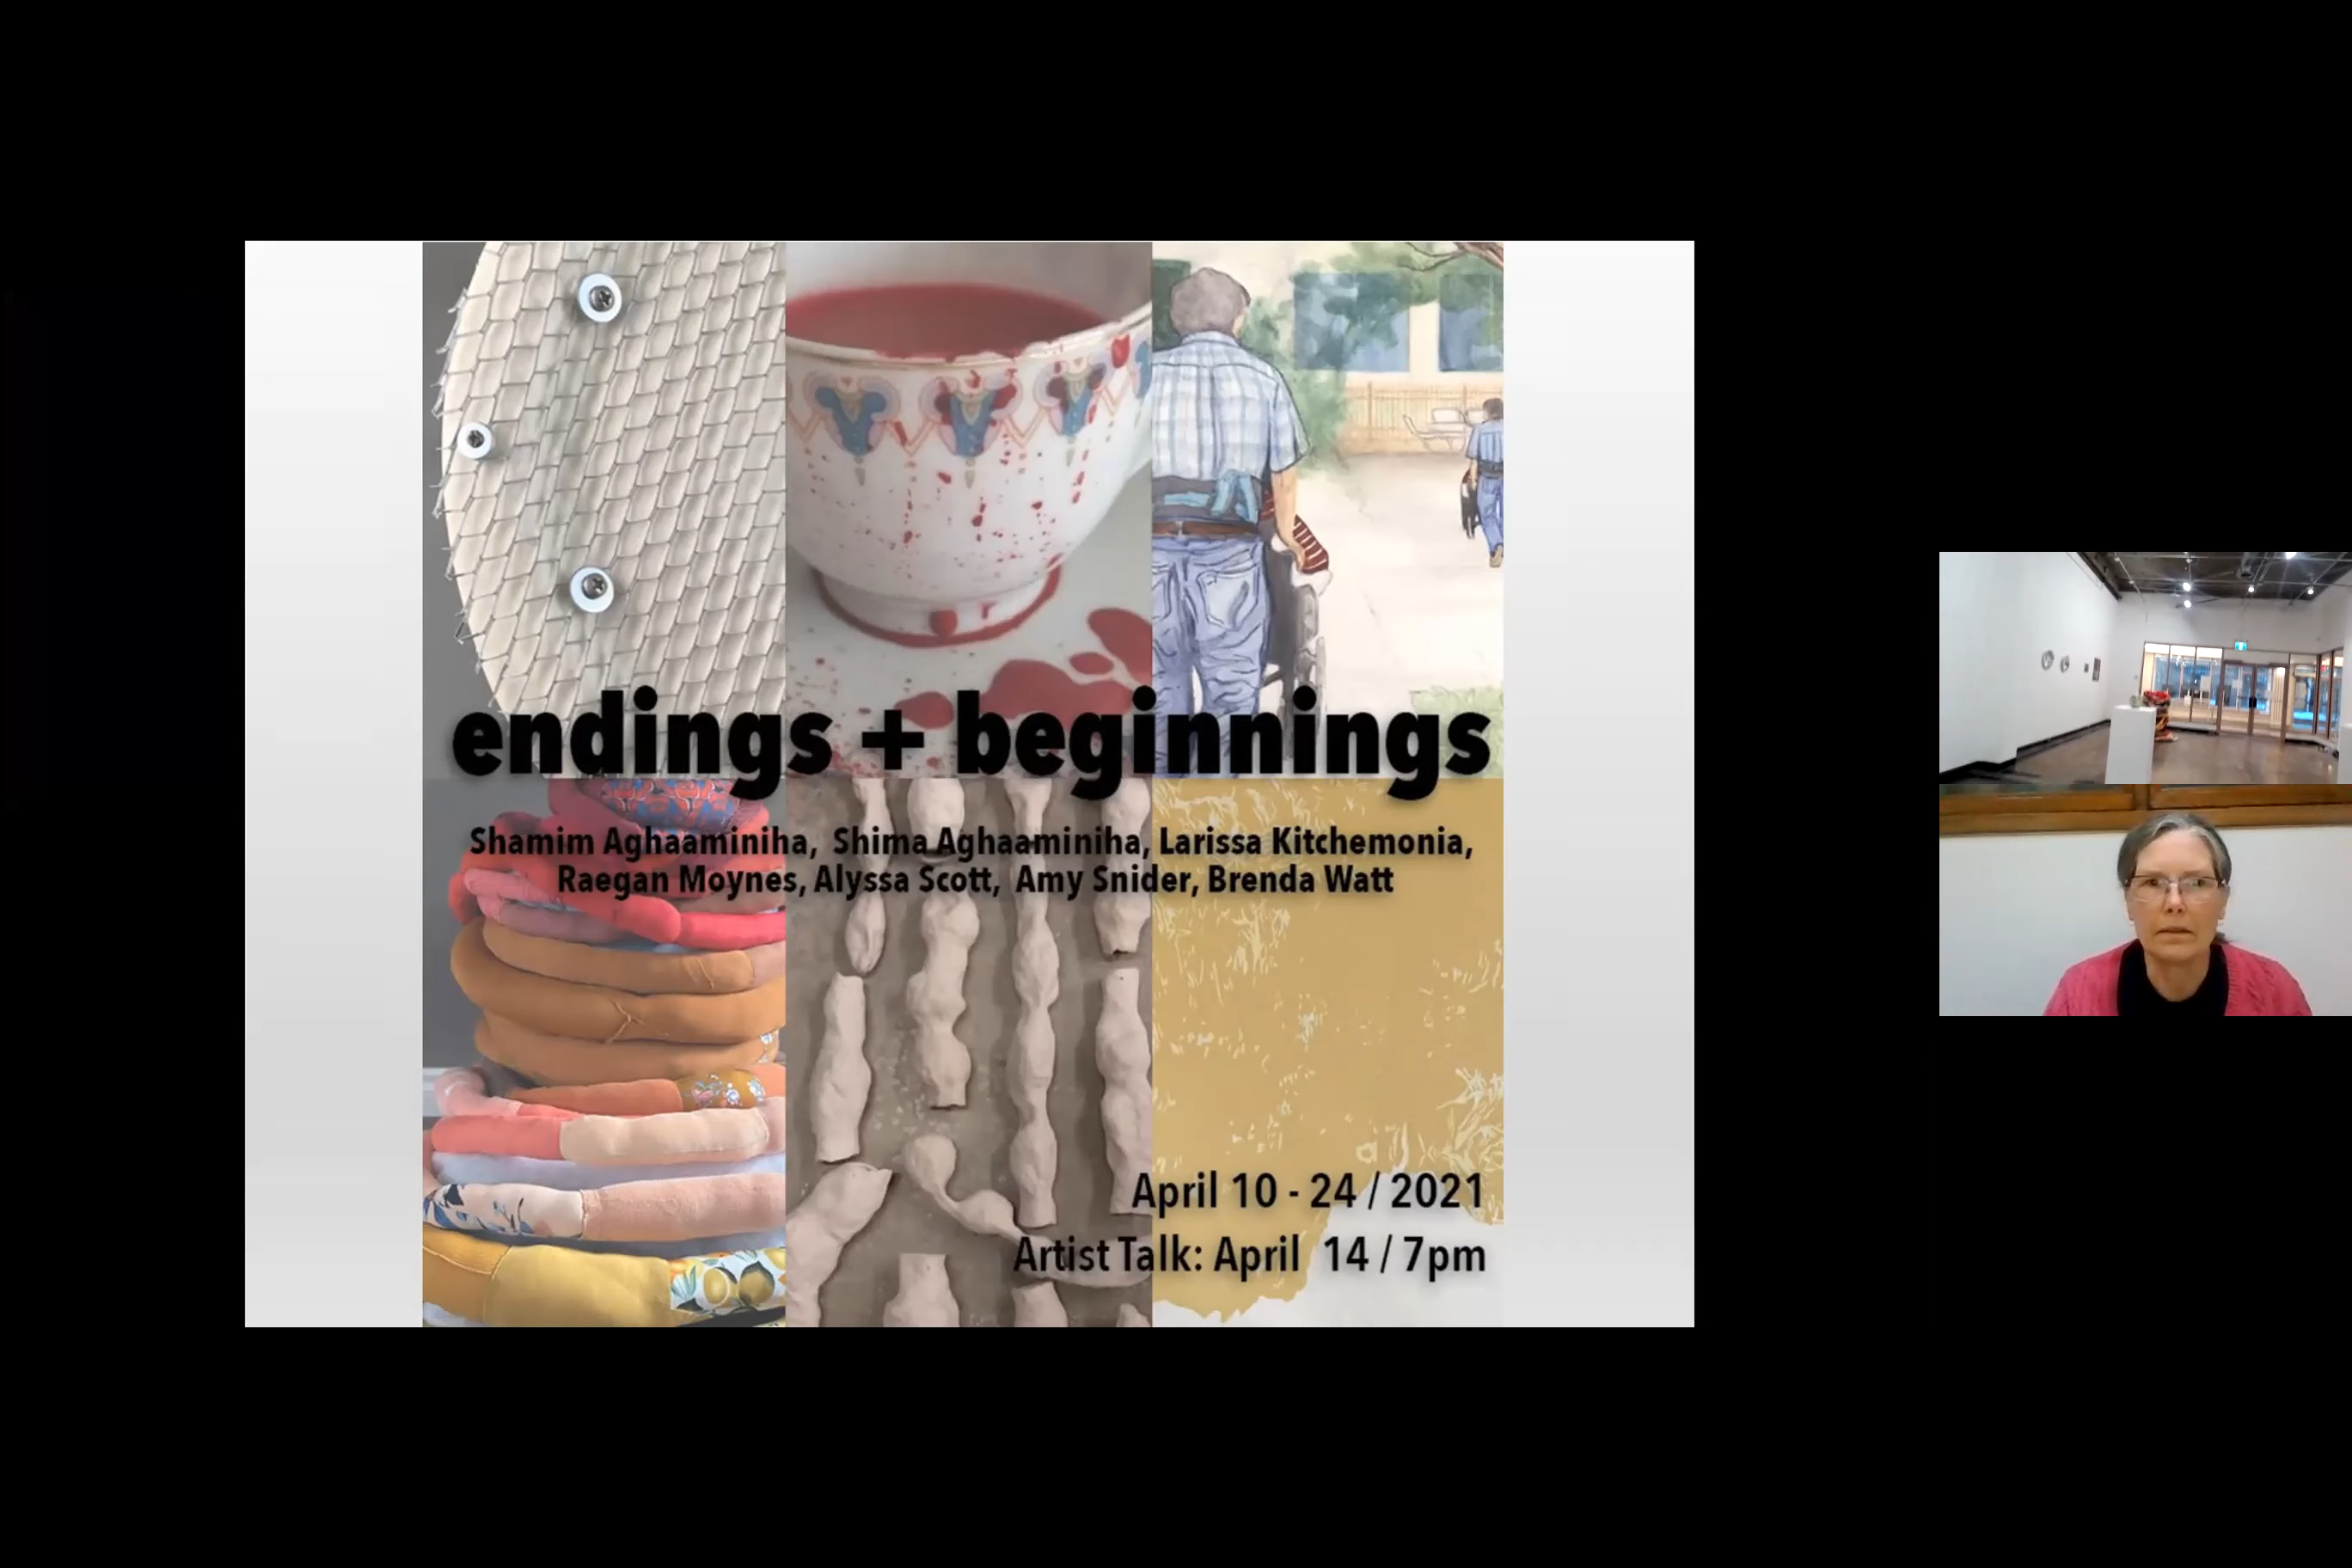 endings + beginnings
Shamim Aghaaminiha, Shima Aghaaminiha, Larissa Kitchemonia,
Raegan Moynes, Alyssa Scott, Amy Snider, Brenda Watt
April 10 - 24 / 2021
Artist Talk: April 14 / 7pm